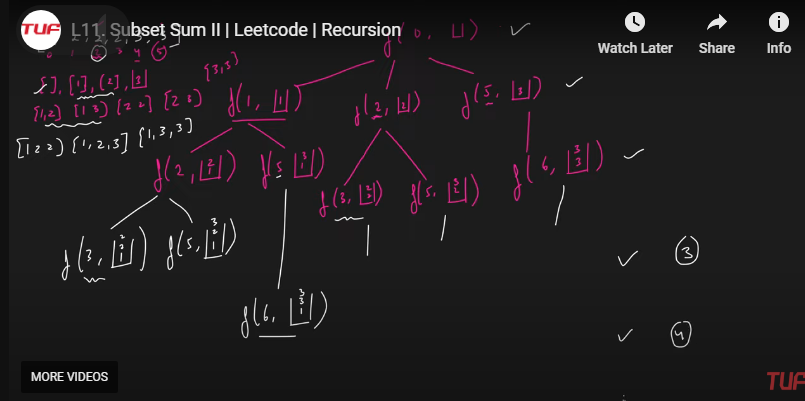 TUF L11. Subset Sum II | Leetcode | Recursion
Watch Later Share Info
f(0, ⊔)
[ ], [1], [2], [3] [3,3]
[1,2) [1 3) [2 2] [2 3)
[1 2 2) [1,2,3] [1,3,3]
f(1, 1) f(2, 2) f(5, 3)
f(2, 2 1) f(5 3 1) f(3, 2 2) f(5, 3 2) f(6, 3 3)
f(3, 2 2 1) f(5, 3 2 1)
③
f(6, 3 3 1)
④
MORE VIDEOS
TUF